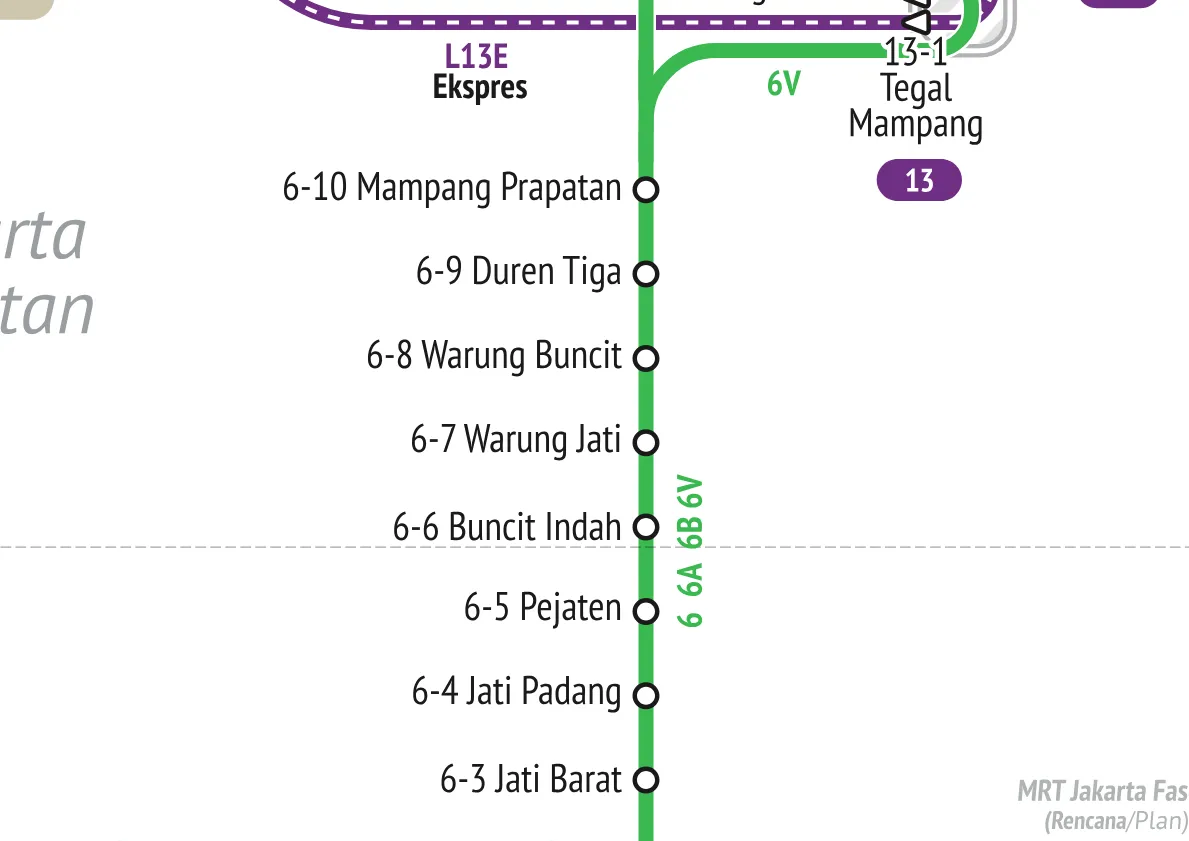 L13E
Ekspres
6V
13-1
Tegal
Mampang
13
6-10 Mampang Prapatan
6-9 Duren Tiga
6-8 Warung Buncit
6-7 Warung Jati
6-6 Buncit Indah
6 6A 6B 6V
6-5 Pejaten
6-4 Jati Padang
6-3 Jati Barat
rta
tan
MRT Jakarta Fas
(Rencana/Plan)